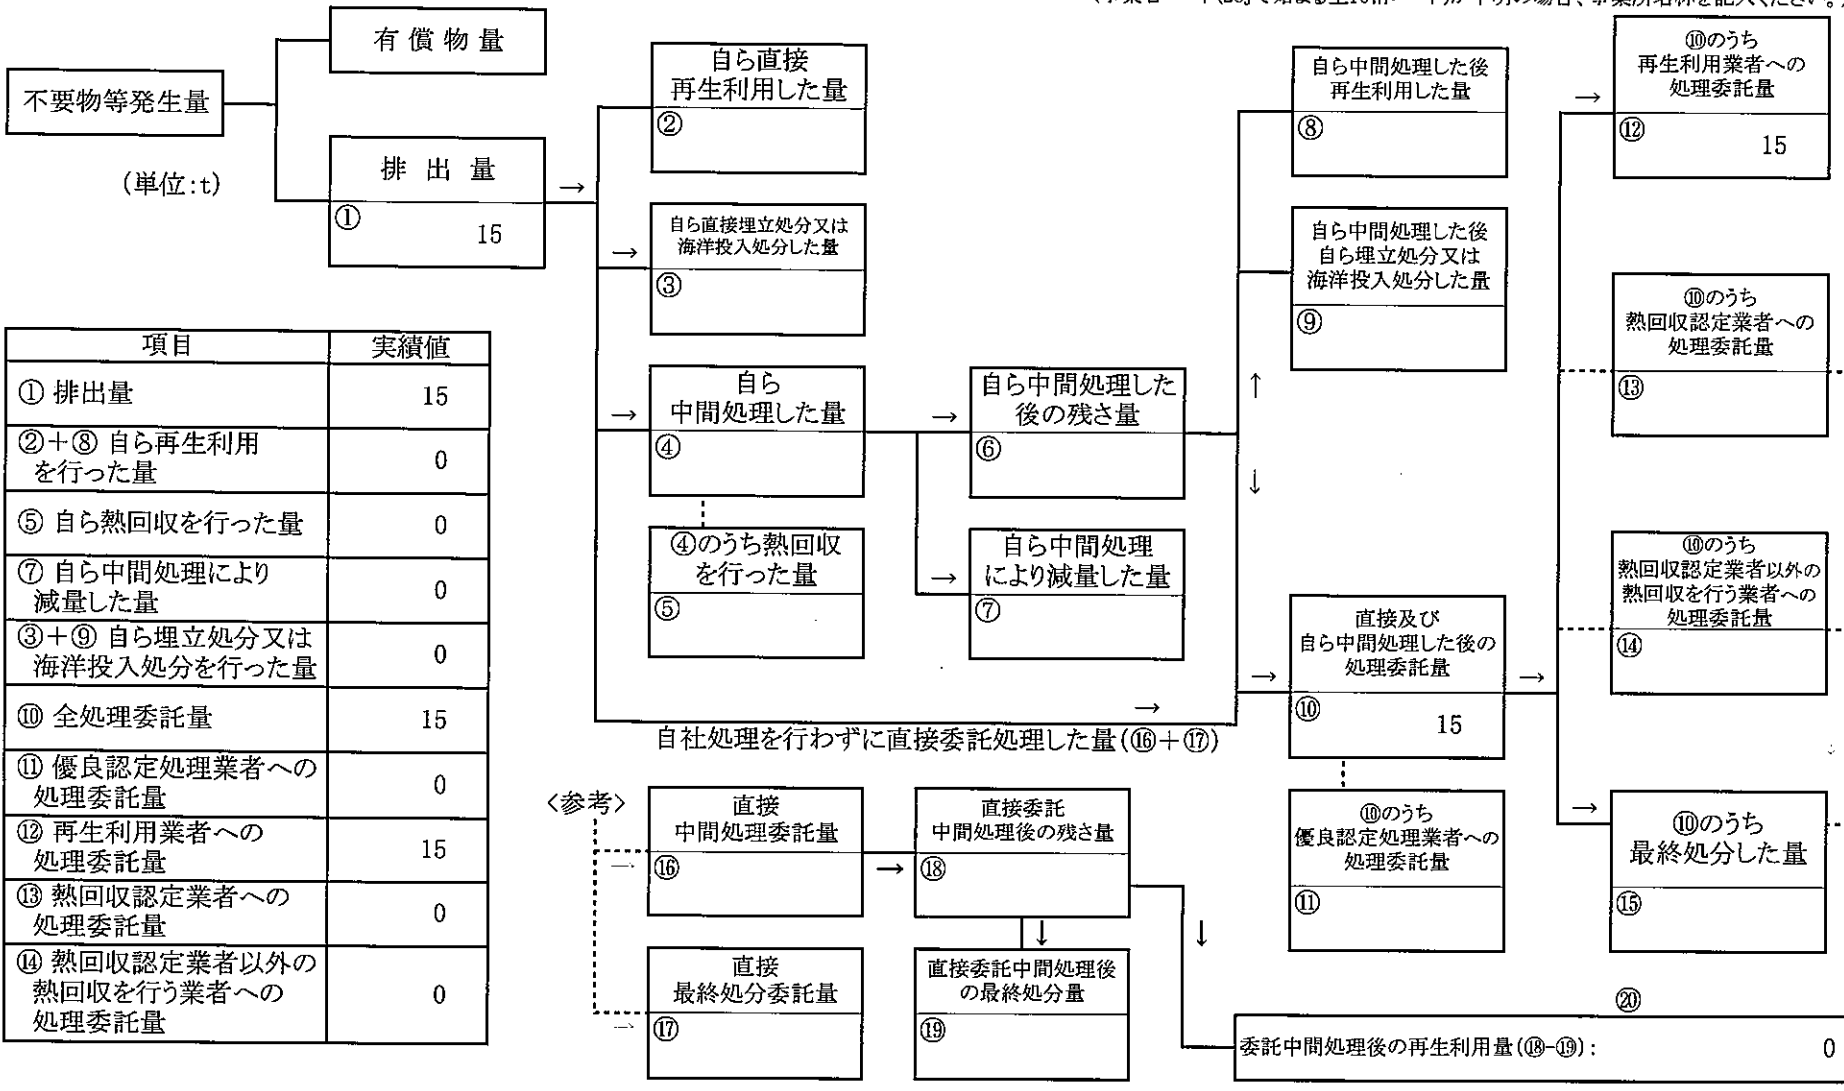 有償物量
不要物等発生量
(単位:t)
排出量
①
15
自ら直接
再生利用した量
②
自ら直接埋立処分又は
海洋投入処分した量
③
自ら
中間処理した量
④
④のうち熱回収
を行った量
⑤
自ら中間処理した
後の残さ量
⑥
自ら中間処理
により減量した量
⑦
自ら中間処理した後
再生利用した量
⑧
自ら中間処理した後
自ら埋立処分又は
海洋投入処分した量
⑨
直接及び
自ら中間処理した後の
処理委託量
⑩
15
⑩のうち
優良認定処理業者への
処理委託量
⑪
⑩のうち
再生利用業者への
処理委託量
⑫
15
⑩のうち
熱回収認定業者への
処理委託量
⑬
⑩のうち
熱回収認定業者以外の
熱回収を行う業者への
処理委託量
⑭
⑩のうち
最終処分した量
⑮
自社処理を行わずに直接委託処理した量(⑯+⑰)
<参考>
直接
中間処理委託量
⑯
直接
最終処分委託量
⑰
直接委託
中間処理後の残さ量
⑱
直接委託中間処理後
の最終処分量
⑲
⑳
委託中間処理後の再生利用量(⑱-⑲): 0
項目 実績値
① 排出量 15
②+⑧ 自ら再生利用
を行った量 0
⑤ 自ら熱回収を行った量 0
⑦ 自ら中間処理により
減量した量 0
③+⑨ 自ら埋立処分又は
海洋投入処分を行った量 0
⑩ 全処理委託量 15
⑪ 優良認定処理業者への
処理委託量 0
⑫ 再生利用業者への
処理委託量 15
⑬ 熱回収認定業者への
処理委託量 0
⑭ 熱回収認定業者以外の
熱回収を行う業者への
処理委託量 0